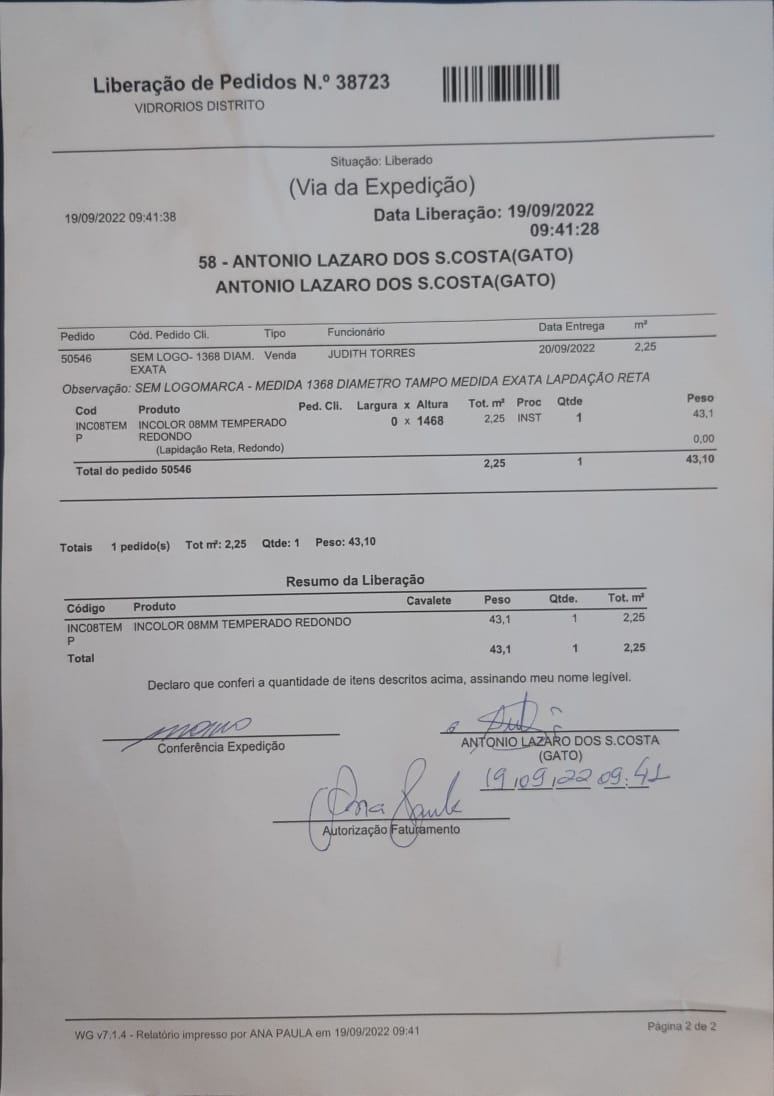 Liberação de Pedidos N.º 38723
VIDRORIOS DISTRITO
Situação: Liberado
(Via da Expedição)
19/09/2022 09:41:38
Data Liberação: 19/09/2022
09:41:28
58 - ANTONIO LAZARO DOS S.COSTA(GATO)
ANTONIO LAZARO DOS S.COSTA(GATO)
Pedido Cód. Pedido Cli. Tipo Funcionário Data Entrega m²
50546 SEM LOGO- 1368 DIAM. Venda JUDITH TORRES 20/09/2022 2,25
EXATA
Observação: SEM LOGOMARCA - MEDIDA 1368 DIAMETRO TAMPO MEDIDA EXATA LAPDAÇÃO RETA
Cod Produto Ped. Cli. Largura x Altura Tot. m² Proc Qtde Peso
INC08TEM INCOLOR 08MM TEMPERADO 0 x 1468 2,25 INST 1 43,1
P REDONDO
(Lapidação Reta, Redondo) 0,00
Total do pedido 50546 2,25 1 43,10
Totais 1 pedido(s) Tot m²: 2,25 Qtde: 1 Peso: 43,10
Resumo da Liberação
Código Produto Cavalete Peso Qtde. Tot. m²
INC08TEM INCOLOR 08MM TEMPERADO REDONDO 43,1 1 2,25
P
Total 43,1 1 2,25
Declaro que conferi a quantidade de itens descritos acima, assinando meu nome legível.
Conferência Expedição
ANTONIO LAZARO DOS S.COSTA
(GATO)
19/09/22 09:41
Ana Paula
Autorização Faturamento
WG v7.1.4 - Relatório impresso por ANA PAULA em 19/09/2022 09:41
Página 2 de 2